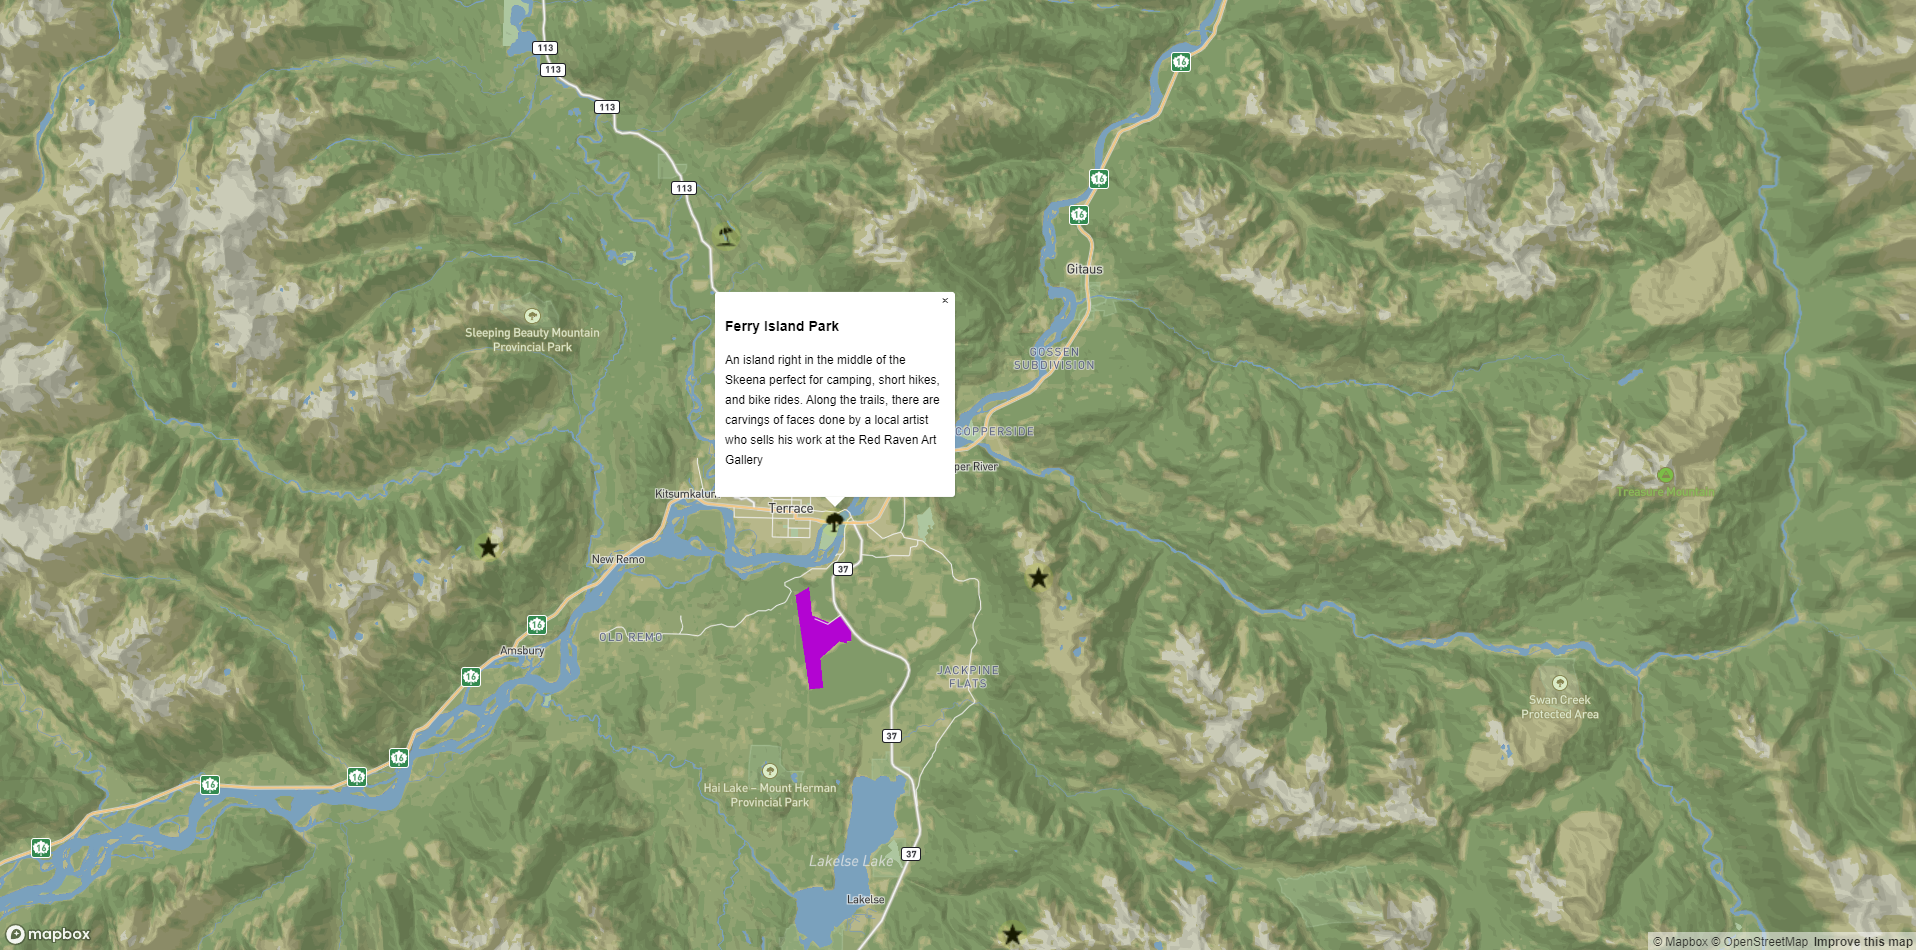 113
113
113
16
113
16
16
Gitaus
Sleeping Beauty Mountain
Provincial Park
×
Ferry Island Park
An island right in the middle of the
Skeena perfect for camping, short hikes,
and bike rides. Along the trails, there are
carvings of faces done by a local artist
who sells his work at the Red Raven Art
Gallery
GOSSEN
SUBDIVISION
COPPERSIDE
per River
Treasure Mountain
Kitsumkalum
Terrace
New Remo
37
16
OLD REMO
Amsbury
16
JACKPINE
FLATS
Swan Creek
Protected Area
37
16
16
16
Hai Lake – Mount Herman
Provincial Park
16
Lakelse Lake
37
Lakelse
mapbox
© Mapbox © OpenStreetMap Improve this map